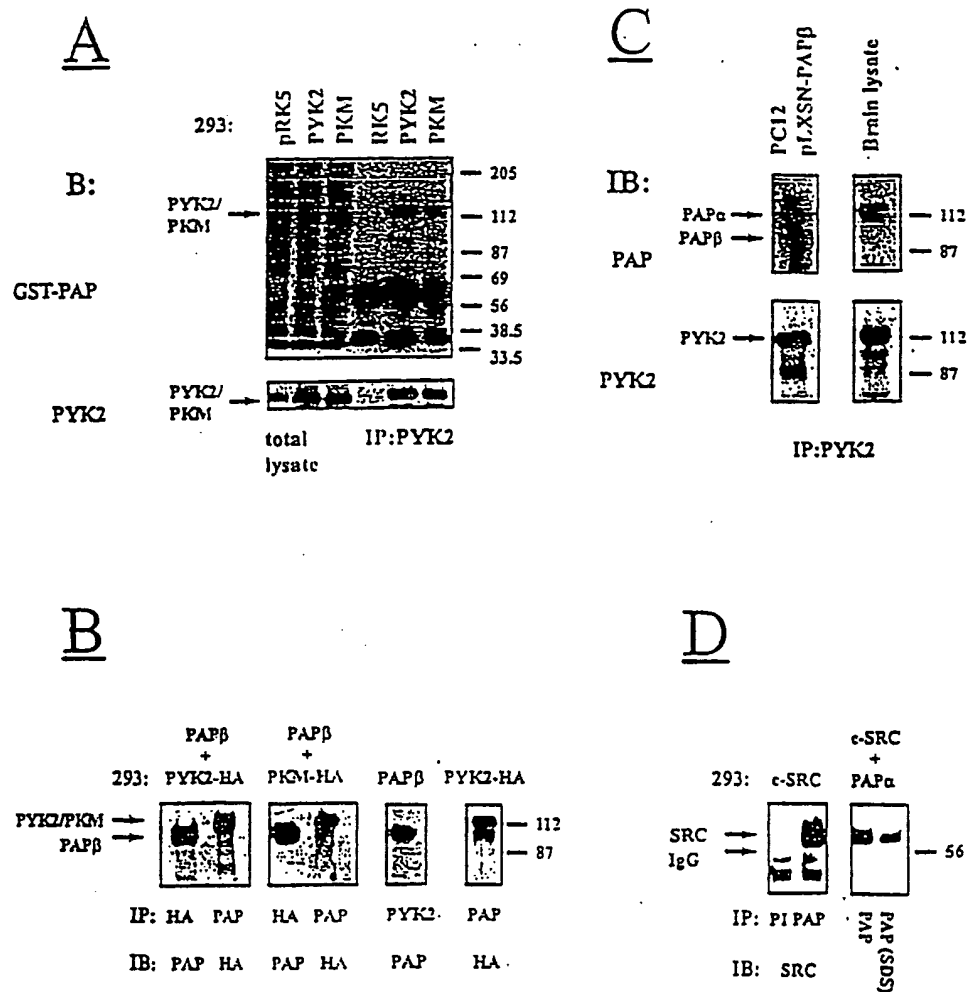 A
293: pRK5 PYK2 PKM RK5 PYK2 PKM
B:
PYK2/
PKM
205
112
87
69
56
38.5
33.5
GST-PAP
PYK2/
PKM
PYK2
total
lysate
IP:PYK2
C
PC12
pLXSN-PAPβ
Brain lysate
IB:
PAPα
PAPβ
112
87
PAP
PYK2
112
87
PYK2
IP:PYK2
B
PAPβ
+
293: PYK2-HA
PAPβ
+
PKM-HA
PAPβ
PYK2-HA
PYK2/PKM
PAPβ
112
87
IP: HA PAP HA PAP PYK2 PAP
IB: PAP HA PAP HA PAP HA
D
c-SRC
+
293: c-SRC PAPα
SRC
IgG
56
IP: PI PAP PAP PAP (SDS)
IB: SRC